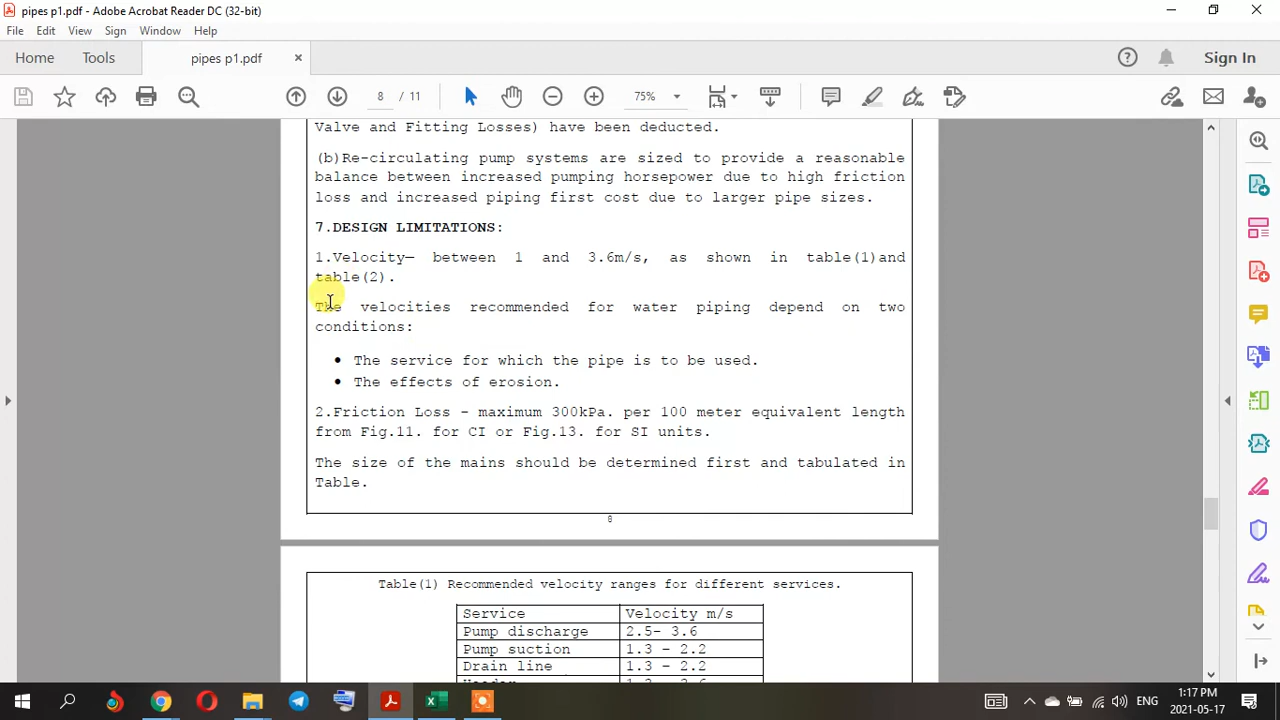 pipes p1.pdf - Adobe Acrobat Reader DC (32-bit)
File Edit View Sign Window Help
Home Tools pipes p1.pdf × Sign In
8 / 11 75%
Valve and Fitting Losses) have been deducted.
(b)Re-circulating pump systems are sized to provide a reasonable
balance between increased pumping horsepower due to high friction
loss and increased piping first cost due to larger pipe sizes.
7.DESIGN LIMITATIONS:
1.Velocity— between 1 and 3.6m/s, as shown in table(1)and
table(2).
The velocities recommended for water piping depend on two
conditions:
• The service for which the pipe is to be used.
• The effects of erosion.
2.Friction Loss - maximum 300kPa. per 100 meter equivalent length
from Fig.11. for CI or Fig.13. for SI units.
The size of the mains should be determined first and tabulated in
Table.
8
Table(1) Recommended velocity ranges for different services.
Service Velocity m/s
Pump discharge 2.5- 3.6
Pump suction 1.3 - 2.2
Drain line 1.3 - 2.2
ENG 1:17 PM
2021-05-17